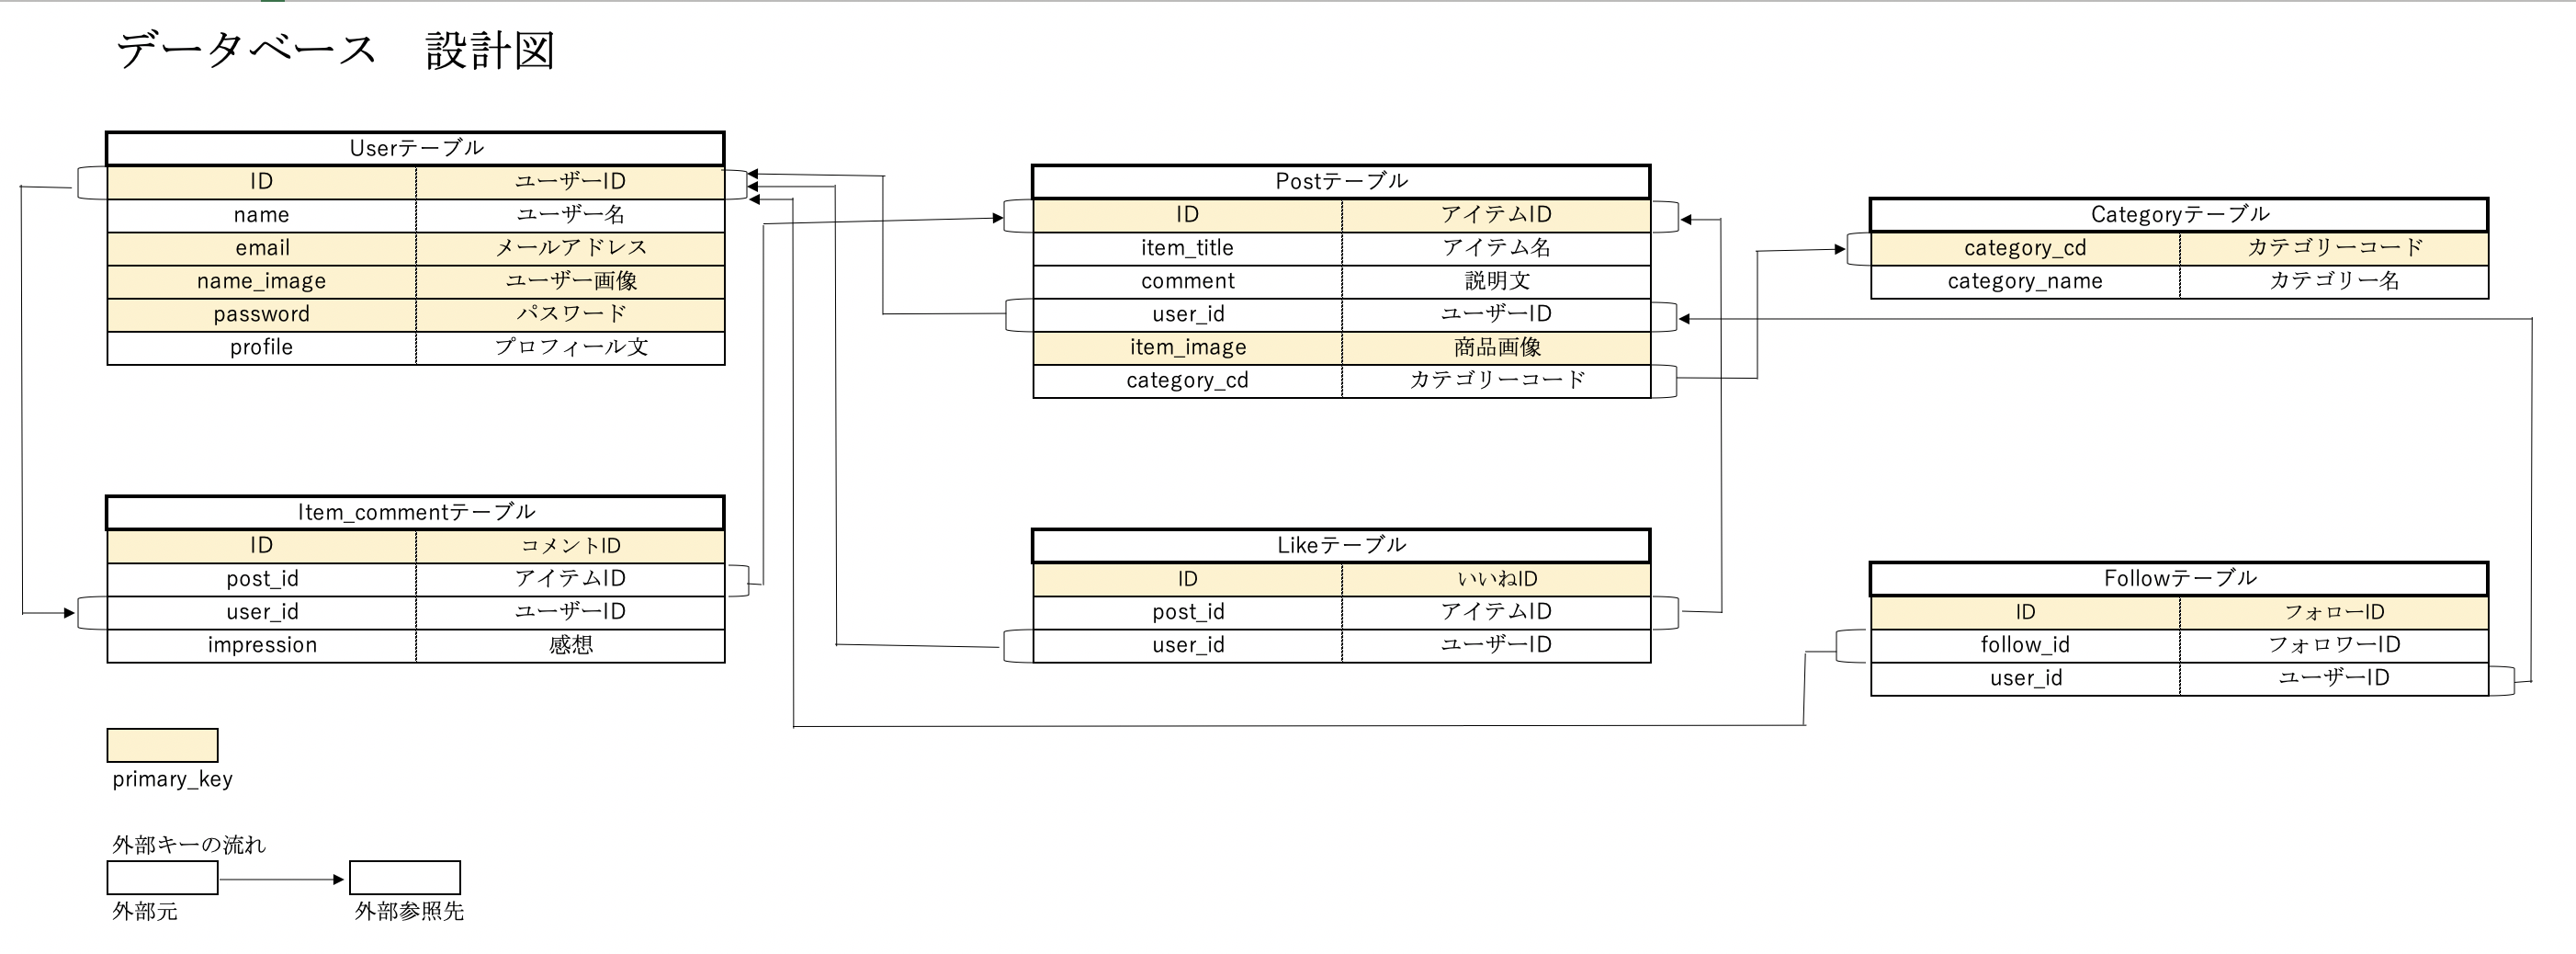 データベース　設計図
Userテーブル
ID ユーザーID
name ユーザー名
email メールアドレス
name_image ユーザー画像
password パスワード
profile プロフィール文
Postテーブル
ID アイテムID
item_title アイテム名
comment 説明文
user_id ユーザーID
item_image 商品画像
category_cd カテゴリーコード
Categoryテーブル
category_cd カテゴリーコード
category_name カテゴリー名
Item_commentテーブル
ID コメントID
post_id アイテムID
user_id ユーザーID
impression 感想
Likeテーブル
ID いいねID
post_id アイテムID
user_id ユーザーID
Followテーブル
ID フォローID
follow_id フォロワーID
user_id ユーザーID
primary_key
外部キーの流れ
外部元 外部参照先